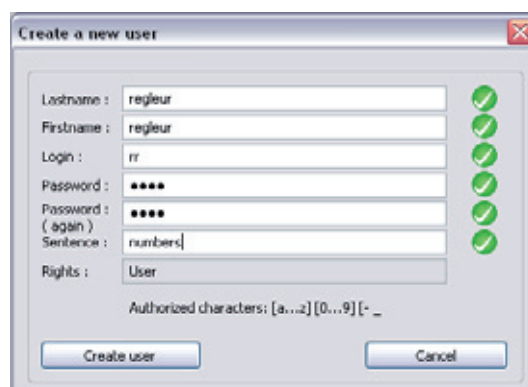 Create a new user
Lastname : regleur
Firstname : regleur
Login : rr
Password : ●●●●
Password : ●●●●
( again )
Sentence : numbers
Rights : User
Authorized characters: [a...z] [0...9] [- _
Create user Cancel